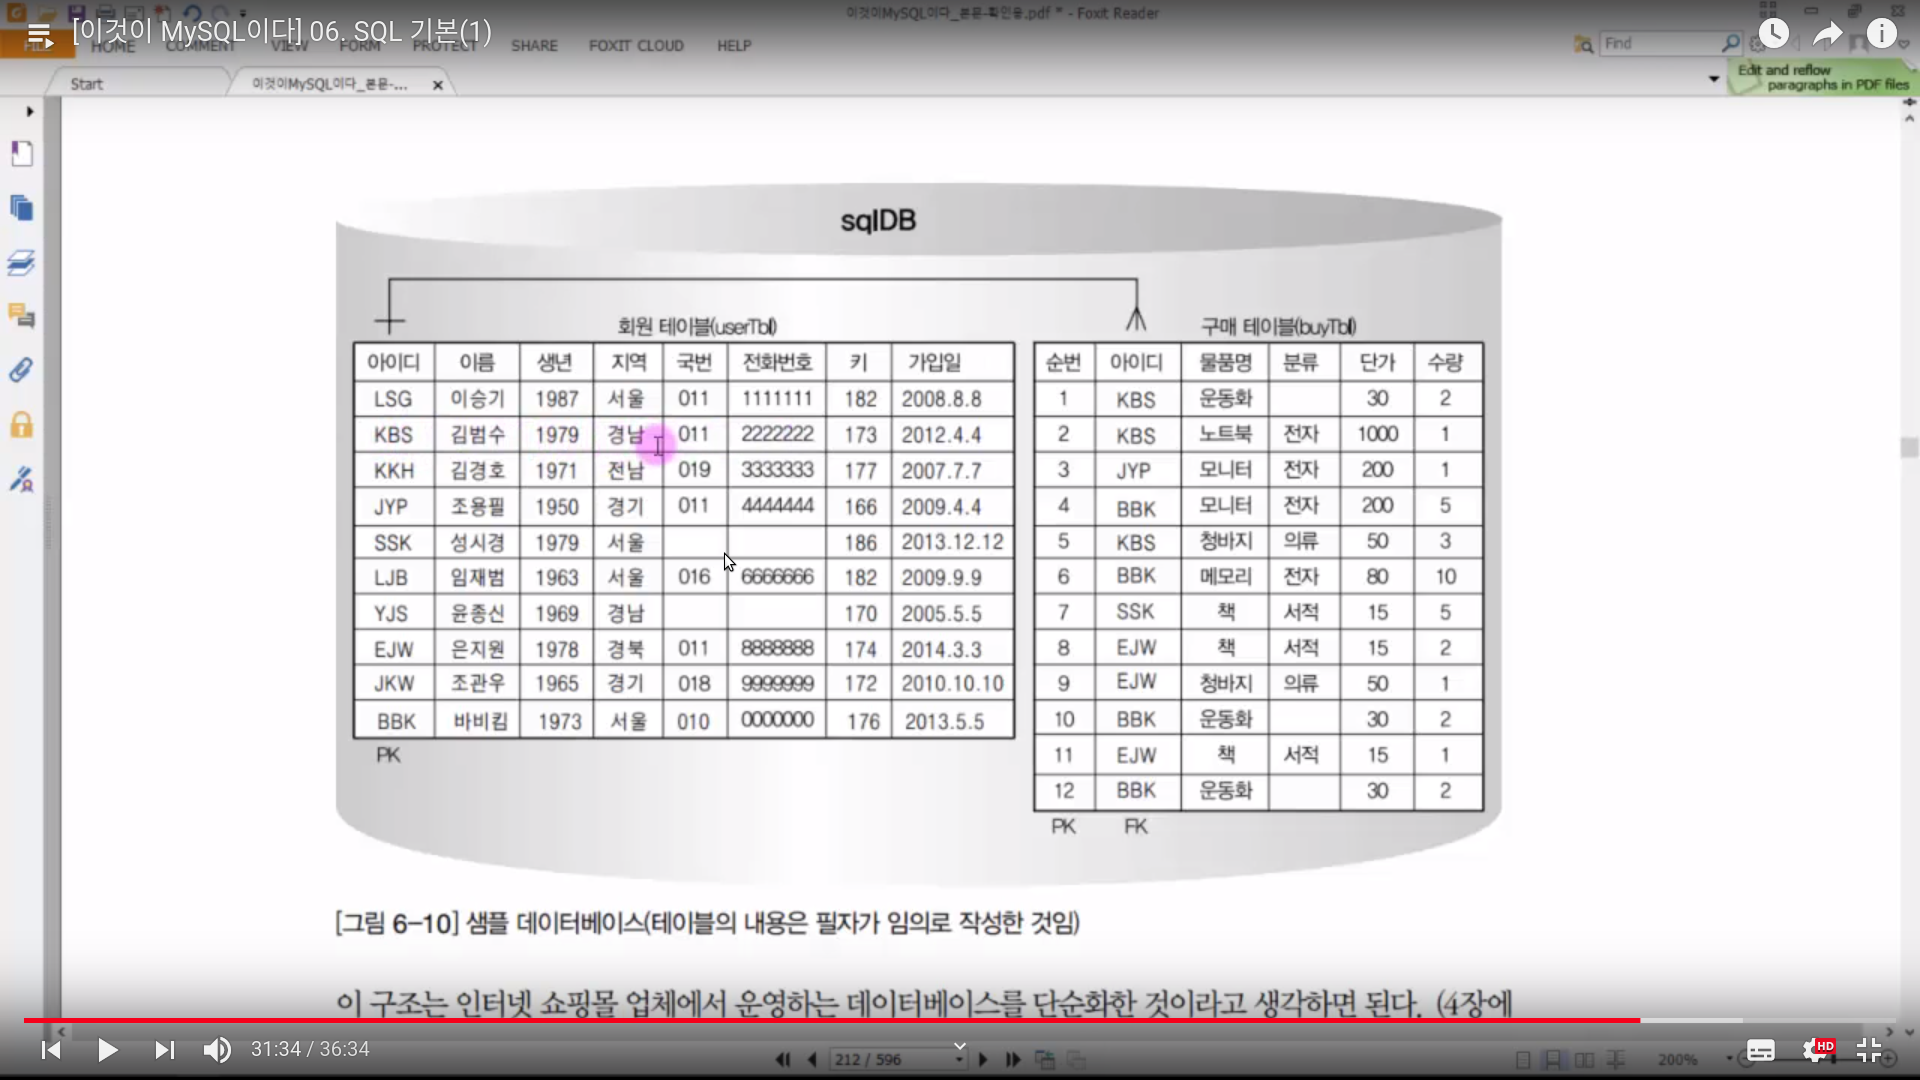 [이것이 MySQL이다] 06. SQL 기본(1)
이것이MySQL이다_본문-확인용.pdf * - Foxit Reader
FILE HOME COMMENT VIEW FORM PROTECT SHARE FOXIT CLOUD HELP
Find
Start
이것이MySQL이다_본문-...
Edit and reflow
paragraphs in PDF files
sqlDB
회원 테이블(userTbl)
아이디 이름 생년 지역 국번 전화번호 키 가입일
LSG 이승기 1987 서울 011 1111111 182 2008.8.8
KBS 김범수 1979 경남 011 2222222 173 2012.4.4
KKH 김경호 1971 전남 019 3333333 177 2007.7.7
JYP 조용필 1950 경기 011 4444444 166 2009.4.4
SSK 성시경 1979 서울 186 2013.12.12
LJB 임재범 1963 서울 016 6666666 182 2009.9.9
YJS 윤종신 1969 경남 170 2005.5.5
EJW 은지원 1978 경북 011 8888888 174 2014.3.3
JKW 조관우 1965 경기 018 9999999 172 2010.10.10
BBK 바비킴 1973 서울 010 0000000 176 2013.5.5
PK
구매 테이블(buyTbl)
순번 아이디 물품명 분류 단가 수량
1 KBS 운동화 30 2
2 KBS 노트북 전자 1000 1
3 JYP 모니터 전자 200 1
4 BBK 모니터 전자 200 5
5 KBS 청바지 의류 50 3
6 BBK 메모리 전자 80 10
7 SSK 책 서적 15 5
8 EJW 책 서적 15 2
9 EJW 청바지 의류 50 1
10 BBK 운동화 30 2
11 EJW 책 서적 15 1
12 BBK 운동화 30 2
PK FK
[그림 6-10] 샘플 데이터베이스(테이블의 내용은 필자가 임의로 작성한 것임)
이 구조는 인터넷 쇼핑몰 업체에서 운영하는 데이터베이스를 단순화한 것이라고 생각하면 된다. (4장에
31:34 / 36:34
212 / 596
HD
200%